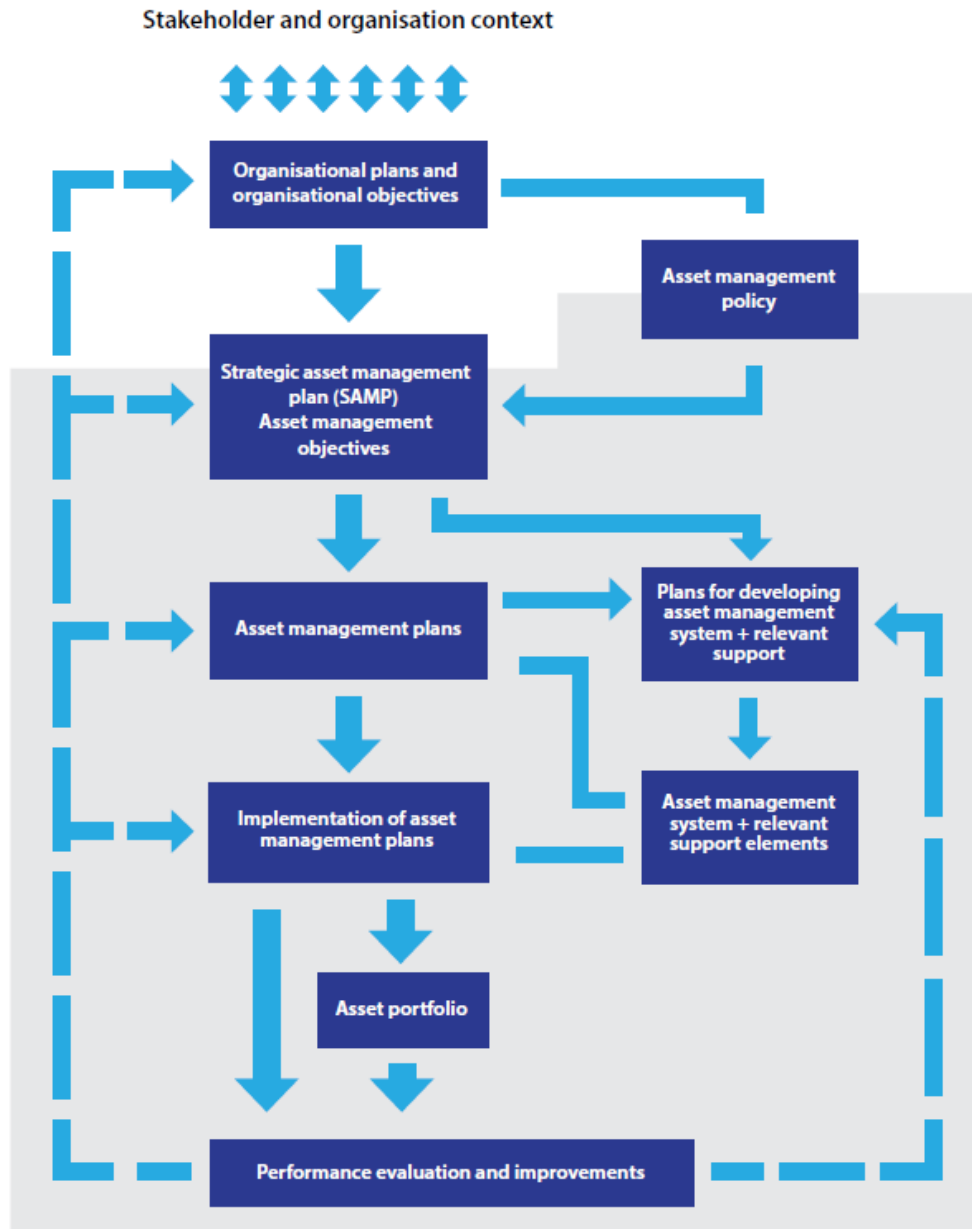 Stakeholder and organisation context
Organisational plans and
organisational objectives
Asset management
policy
Strategic asset management
plan (SAMP)
Asset management
objectives
Asset management plans
Plans for developing
asset management
system + relevant
support
Implementation of asset
management plans
Asset management
system + relevant
support elements
Asset portfolio
Performance evaluation and improvements